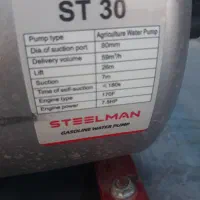 ST 30
Pump type Agriculture Water Pump
Dia.of suction port 80mm
Delivery volume 59m³/h
Lift 26m
Suction 7m
Time of self-suction ≤180s
Engine type 170F
Engine power 7.5HP
STEELMAN
GASOLINE WATER PUMP